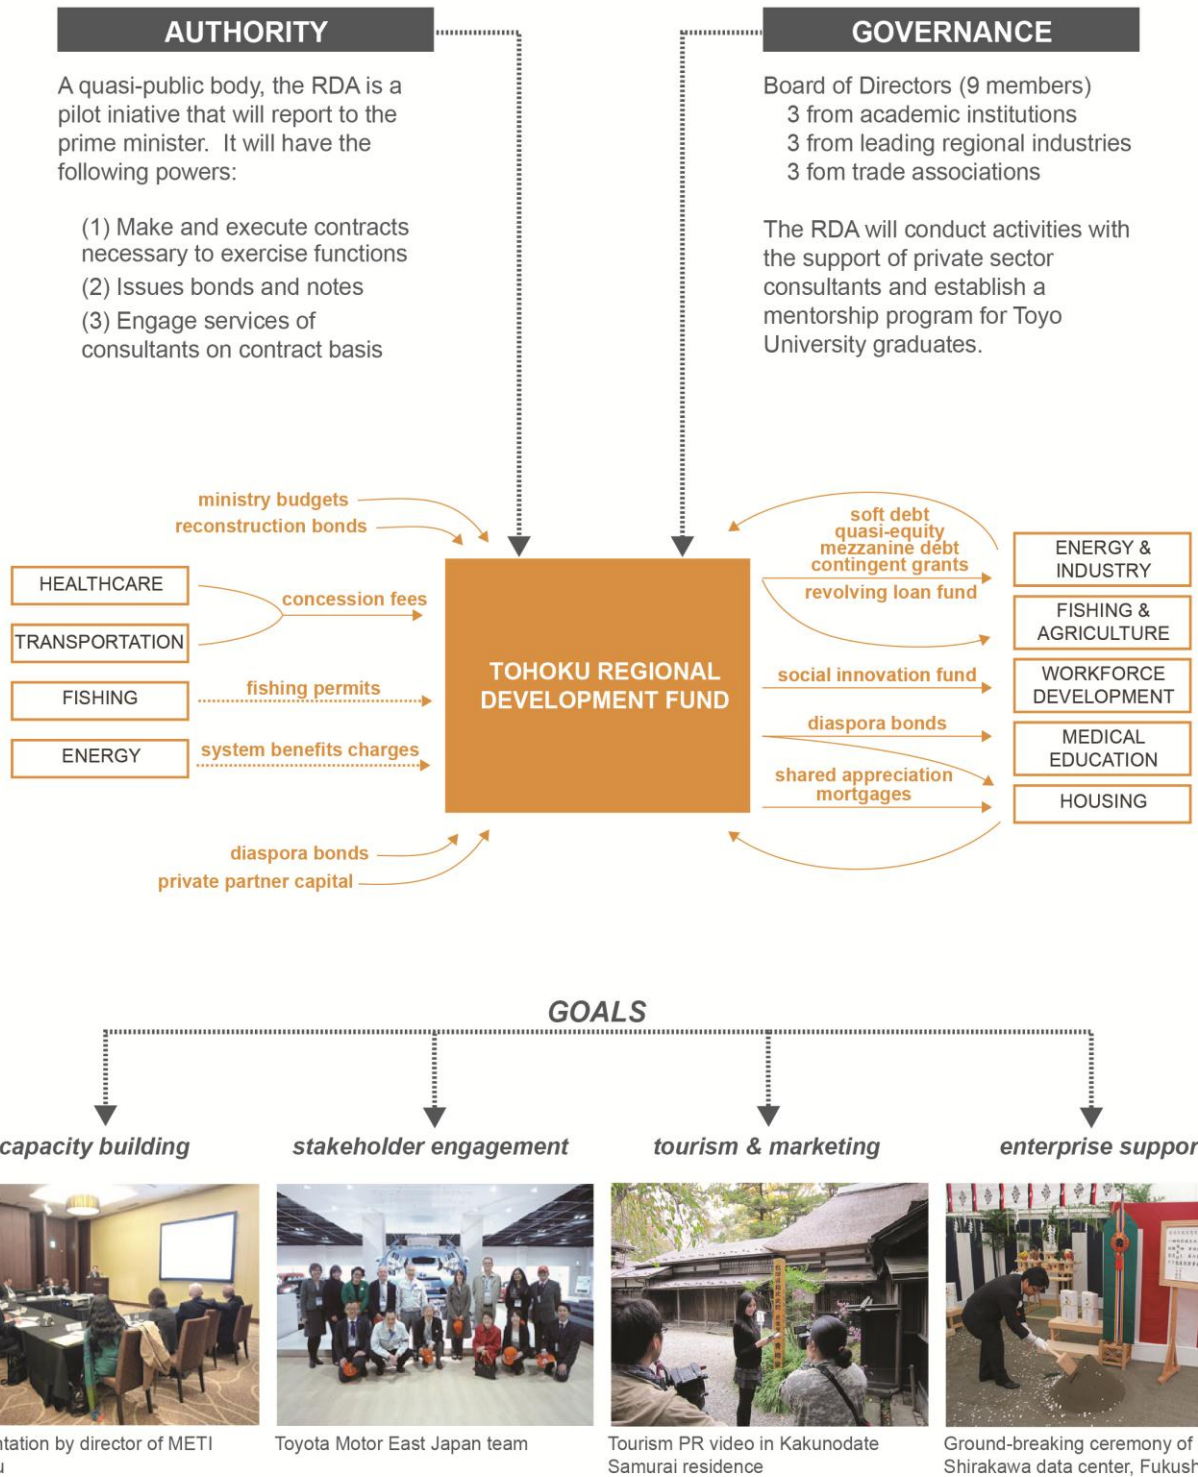 AUTHORITY
A quasi-public body, the RDA is a
pilot iniative that will report to the
prime minister.  It will have the
following powers:
(1) Make and execute contracts
necessary to exercise functions
(2) Issues bonds and notes
(3) Engage services of
consultants on contract basis
GOVERNANCE
Board of Directors (9 members)
3 from academic institutions
3 from leading regional industries
3 fom trade associations
The RDA will conduct activities with
the support of private sector
consultants and establish a
mentorship program for Toyo
University graduates.
ministry budgets
reconstruction bonds
HEALTHCARE
TRANSPORTATION
concession fees
FISHING
fishing permits
ENERGY
system benefits charges
diaspora bonds
private partner capital
TOHOKU REGIONAL
DEVELOPMENT FUND
soft debt
quasi-equity
mezzanine debt
contingent grants
revolving loan fund
social innovation fund
diaspora bonds
shared appreciation
mortgages
ENERGY &
INDUSTRY
FISHING &
AGRICULTURE
WORKFORCE
DEVELOPMENT
MEDICAL
EDUCATION
HOUSING
GOALS
capacity building
stakeholder engagement
tourism & marketing
enterprise suppor
ntation by director of METI
u
Toyota Motor East Japan team
Tourism PR video in Kakunodate
Samurai residence
Ground-breaking ceremony of
Shirakawa data center, Fukush